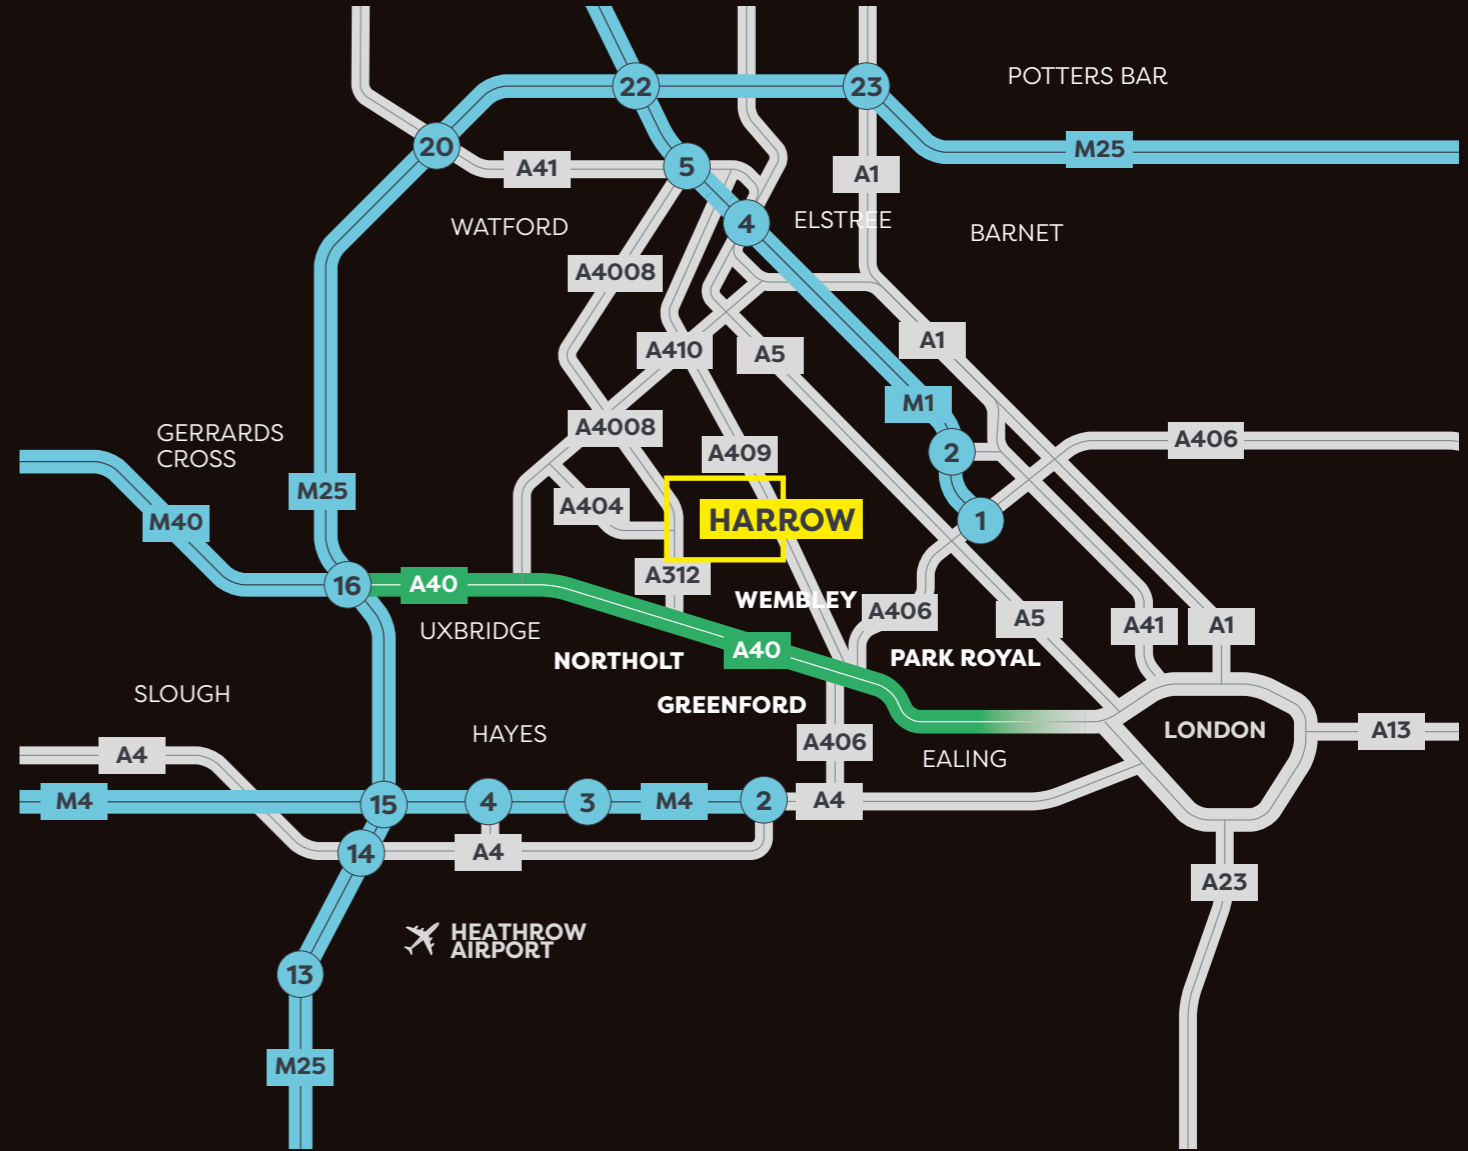 POTTERS BAR
22
23
20
M25
5
A41
A1
WATFORD
4
ELSTREE
BARNET
A4008
A1
A410
A5
M1
GERRARDS
CROSS
A4008
A406
2
A409
M25
A404
M40
HARROW
1
A312
16
A40
WEMBLEY
A406
A5
A41
A1
UXBRIDGE
A40
NORTHOLT
PARK ROYAL
SLOUGH
GREENFORD
HAYES
LONDON
A13
A406
A4
EALING
M4
15
4
3
M4
2
A4
14
A4
A23
HEATHROW
AIRPORT
13
M25